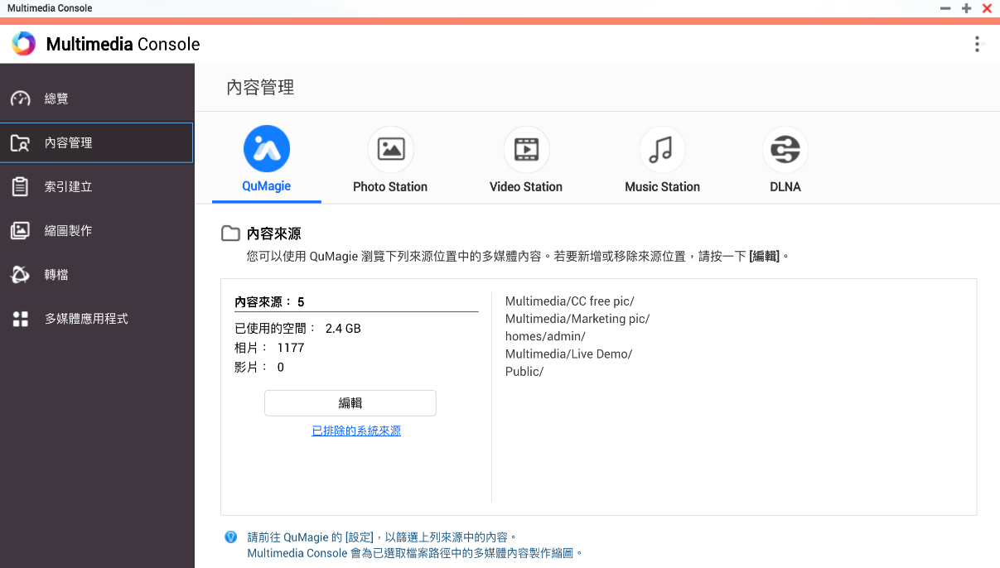 Multimedia Console
Multimedia Console
總覽
內容管理
索引建立
縮圖製作
轉檔
多媒體應用程式
內容管理
QuMagie
Photo Station
Video Station
Music Station
DLNA
內容來源
您可以使用 QuMagie 瀏覽下列來源位置中的多媒體內容。若要新增或移除來源位置，請按一下 [編輯]。
內容來源： 5
已使用的空間： 2.4 GB
相片： 1177
影片： 0
編輯
已排除的系統來源
Multimedia/CC free pic/
Multimedia/Marketing pic/
homes/admin/
Multimedia/Live Demo/
Public/
請前往 QuMagie 的 [設定]，以篩選上列來源中的內容。
Multimedia Console 會為已選取檔案路徑中的多媒體內容製作縮圖。